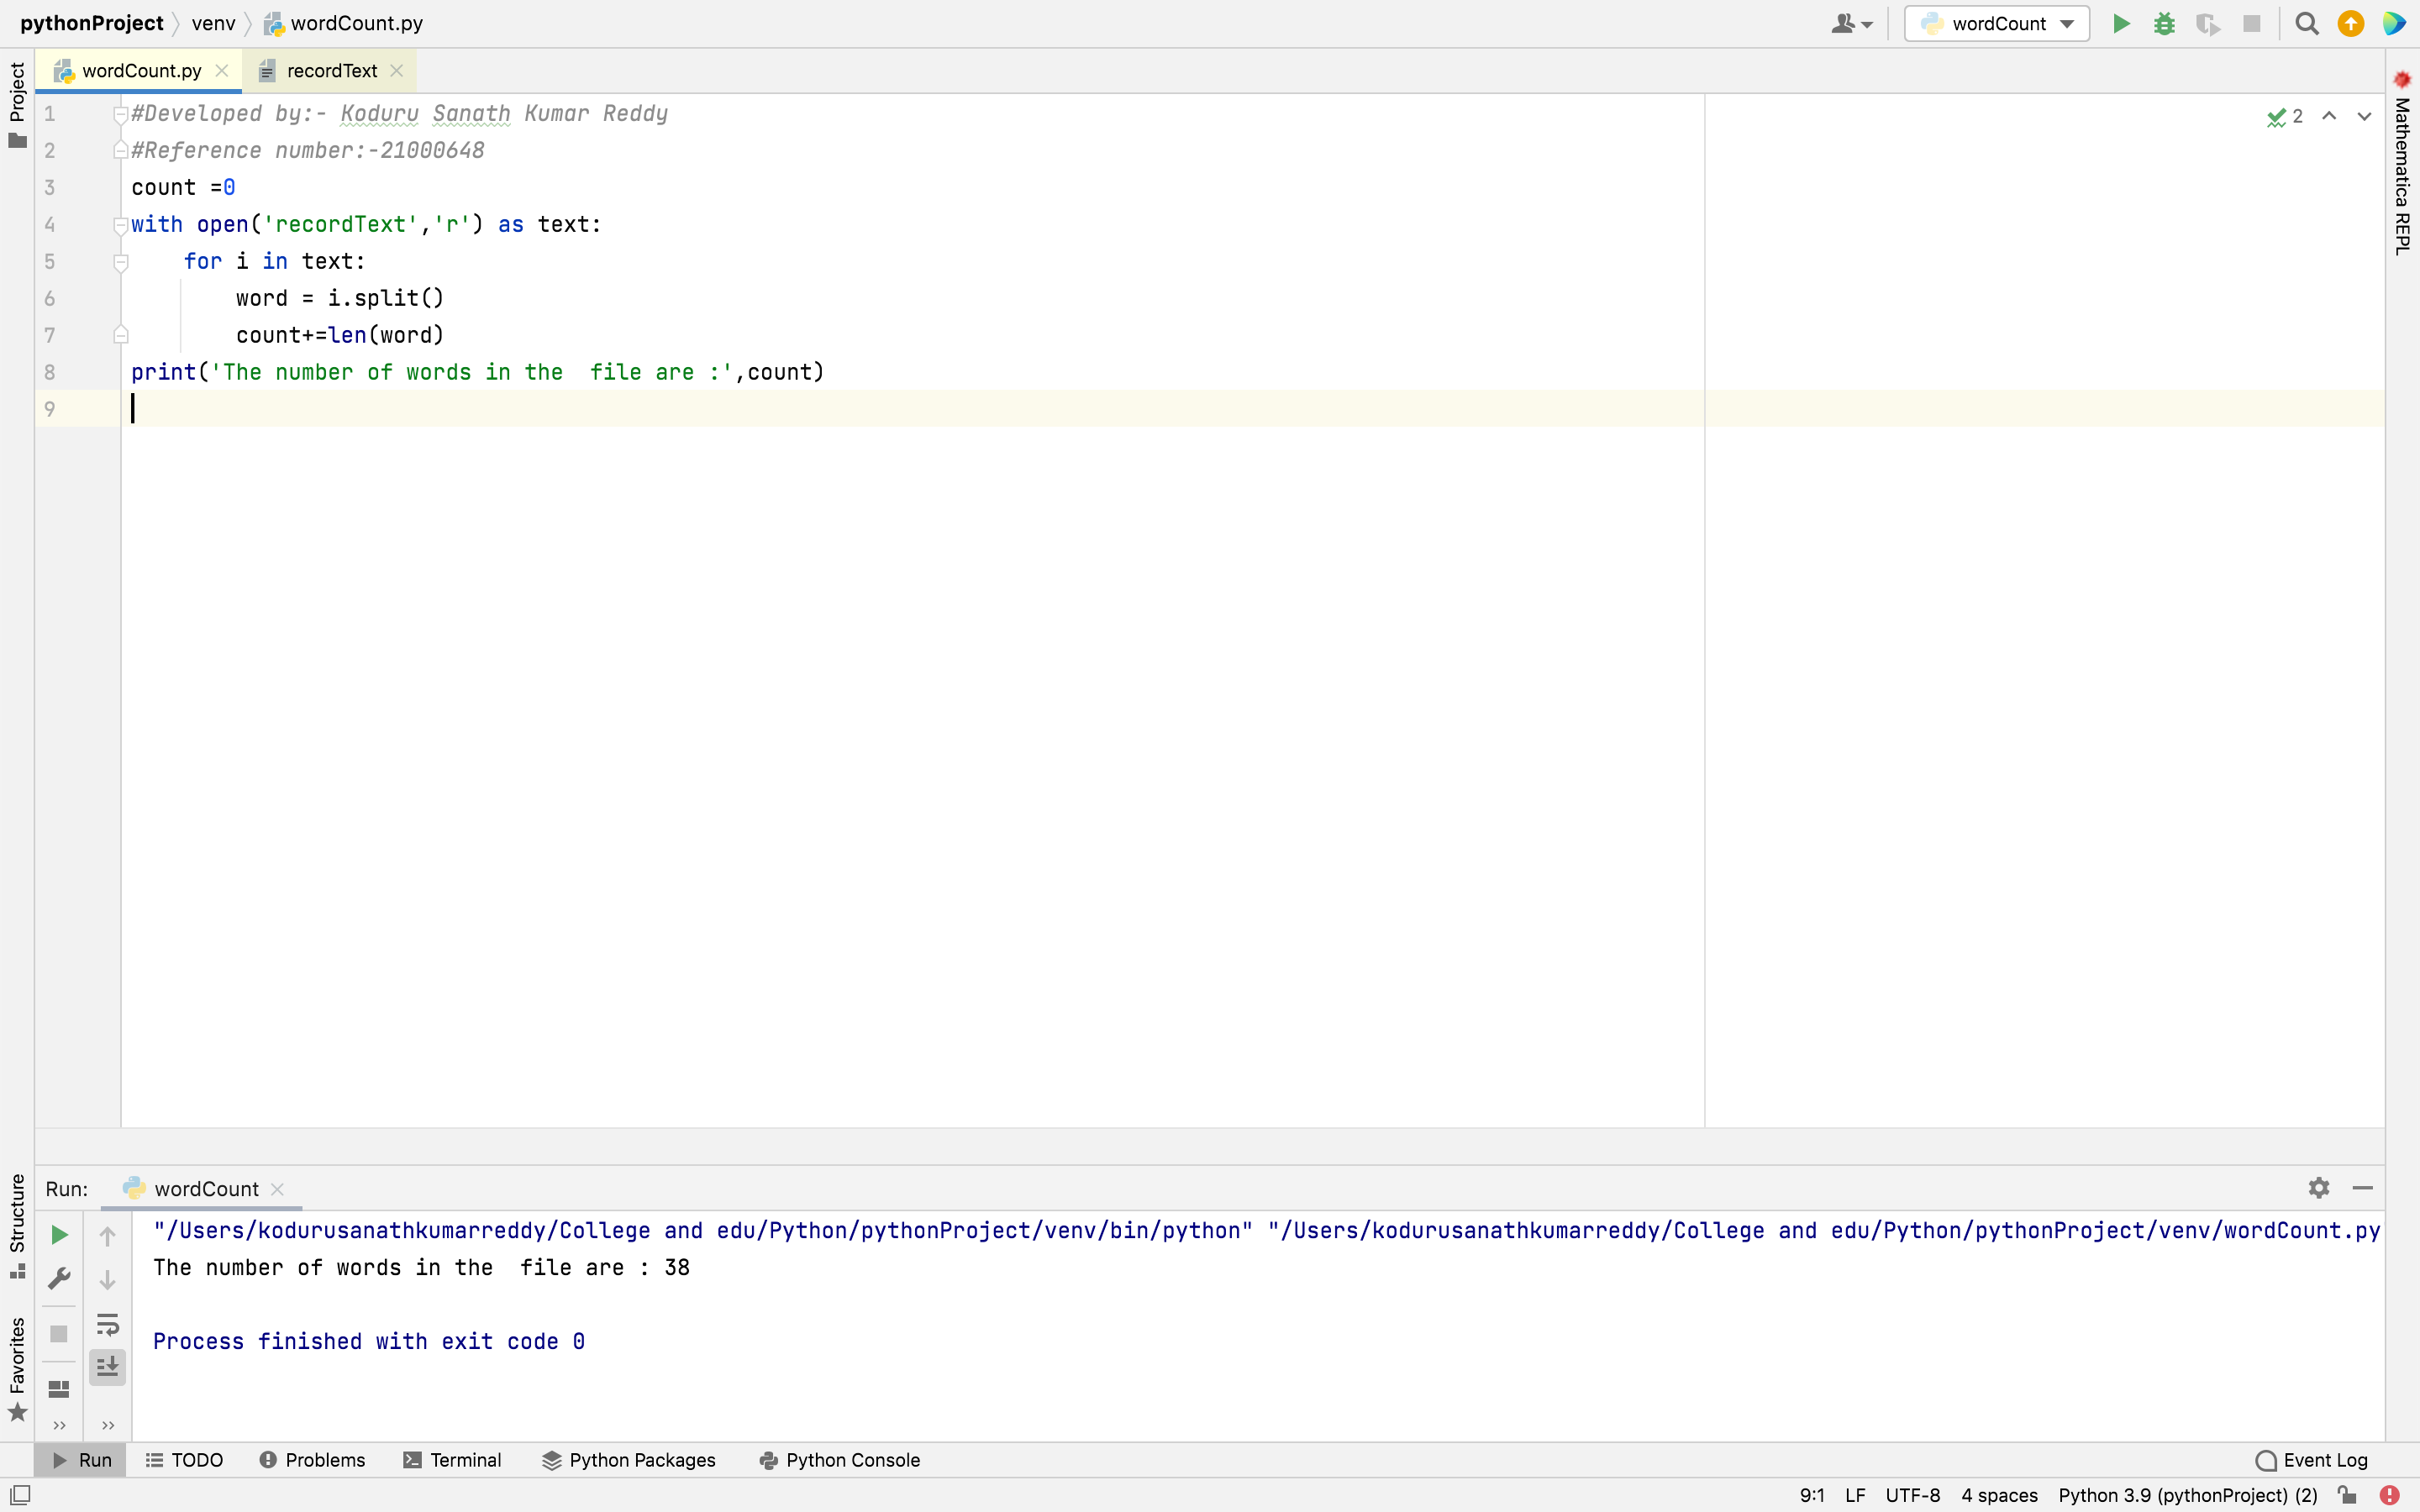 pythonProject venv wordCount.py wordCount
Project
wordCount.py recordText
Mathematica REPL
2
1 #Developed by:- Koduru Sanath Kumar Reddy
2 #Reference number:-21000648
3 count =0
4 with open('recordText','r') as text:
5     for i in text:
6         word = i.split()
7         count+=len(word)
8 print('The number of words in the  file are :',count)
9
Structure
Favorites
Run: wordCount
"/Users/kodurusanathkumarreddy/College and edu/Python/pythonProject/venv/bin/python" "/Users/kodurusanathkumarreddy/College and edu/Python/pythonProject/venv/wordCount.py
The number of words in the  file are : 38
Process finished with exit code 0
Run TODO Problems Terminal Python Packages Python Console Event Log
9:1 LF UTF-8 4 spaces Python 3.9 (pythonProject) (2)